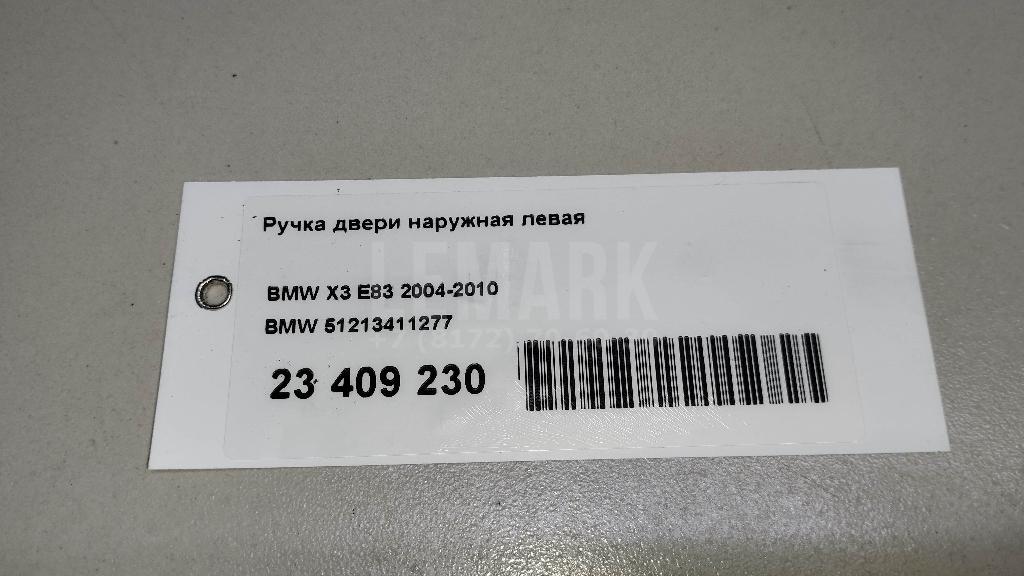 Ручка двери наружная левая
LEMARK
BMW X3 E83 2004-2010
BMW 51213411277
23 409 230